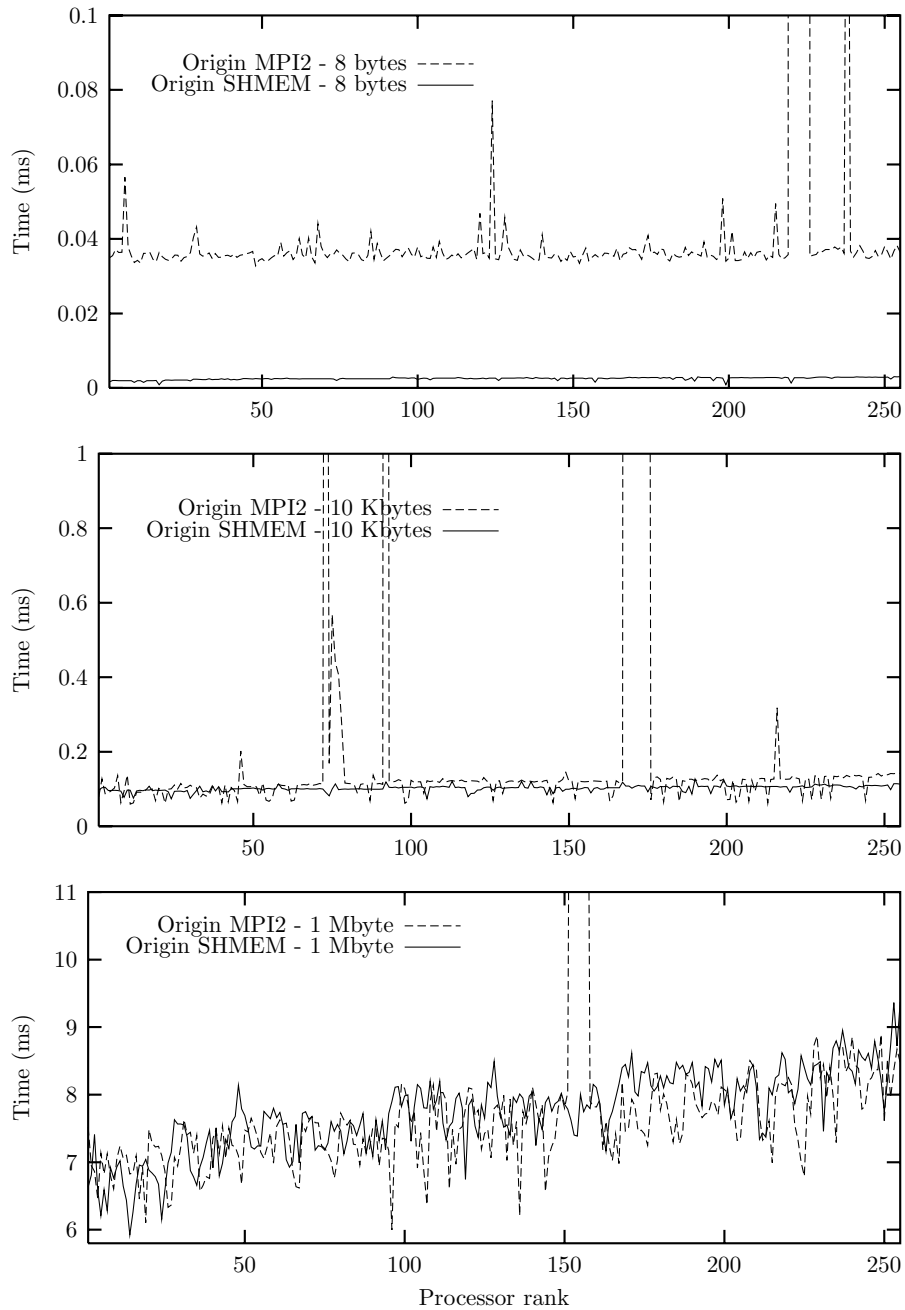 0.1
0.08
0.06
0.04
0.02
0
Time (ms)
Origin MPI2 - 8 bytes
Origin SHMEM - 8 bytes
50 100 150 200 250
1
0.8
0.6
0.4
0.2
0
Time (ms)
Origin MPI2 - 10 Kbytes
Origin SHMEM - 10 Kbytes
50 100 150 200 250
11
10
9
8
7
6
Time (ms)
Origin MPI2 - 1 Mbyte
Origin SHMEM - 1 Mbyte
50 100 150 200 250
Processor rank